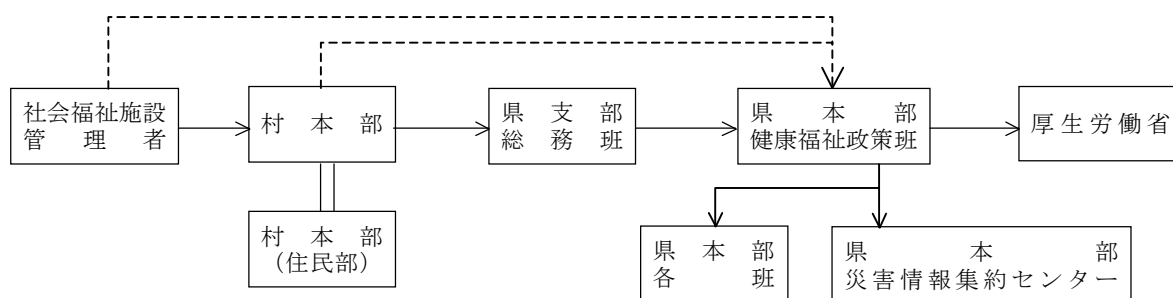 社会福祉施設
管理者
村本部
県支部
総務班
県本部
健康福祉政策班
厚生労働省
村本部
（住民部）
県本部
各班
県本部
災害情報集約センター